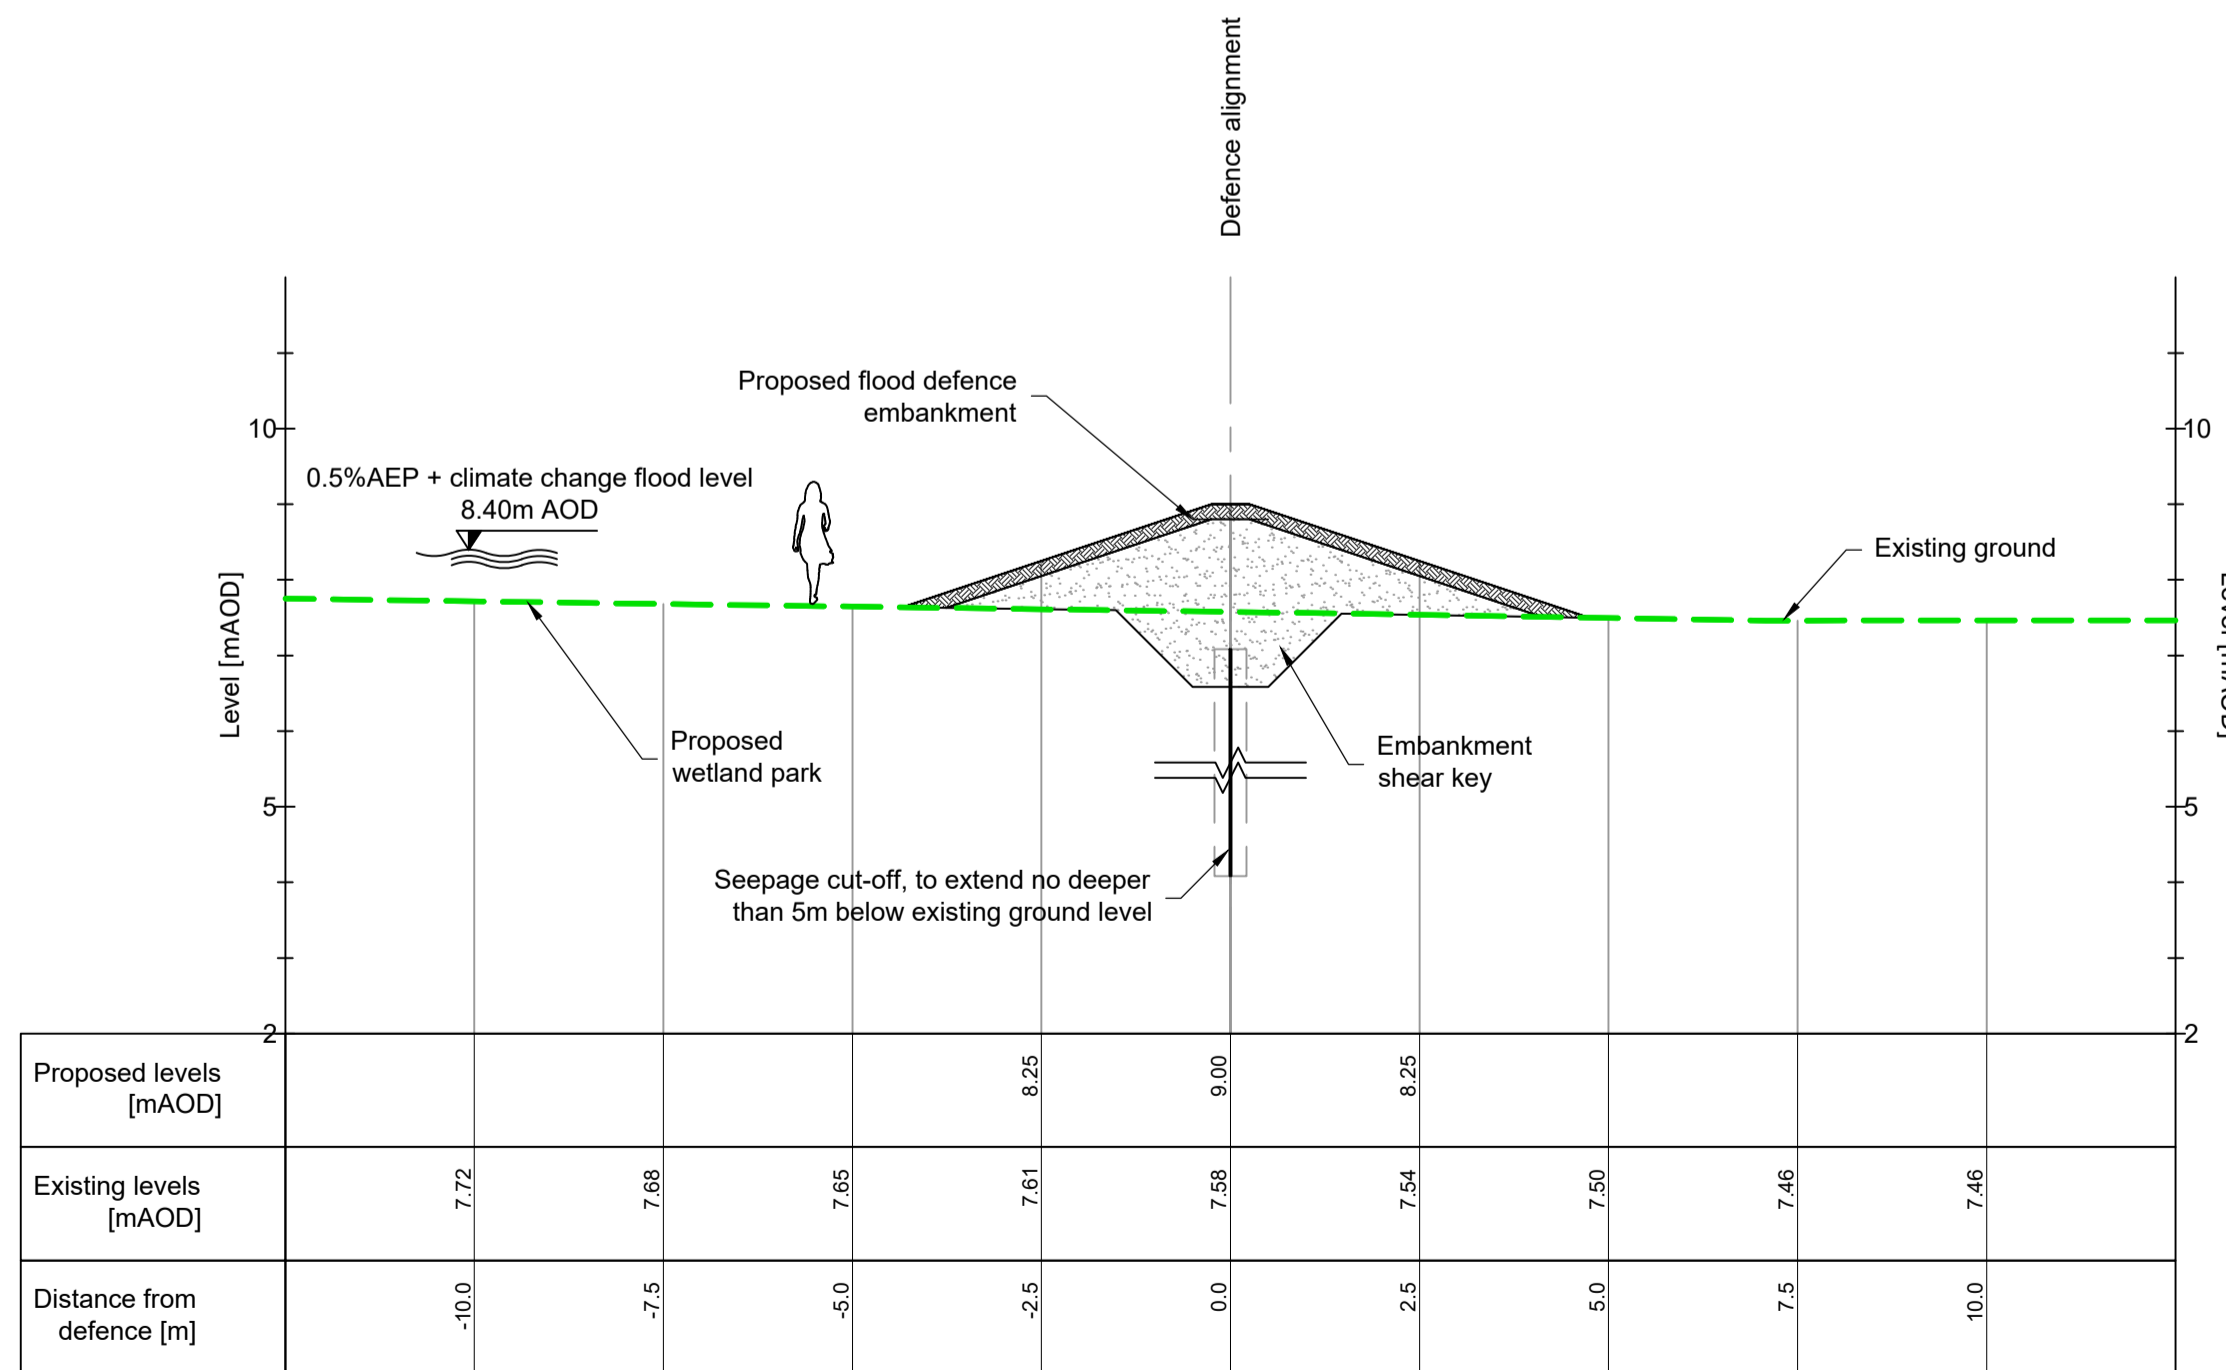 Defence alignment
Proposed flood defence
embankment
10
10
0.5%AEP + climate change flood level
8.40m AOD
Existing ground
Level [mAOD]
Level [mAOD]
Proposed
wetland park
Embankment
shear key
5
5
Seepage cut-off, to extend no deeper
than 5m below existing ground level
2
2
Proposed levels
[mAOD]
8.25 9.00 8.25
Existing levels
[mAOD]
7.72 7.68 7.65 7.61 7.58 7.54 7.50 7.46 7.46
Distance from
defence [m]
-10.0 -7.5 -5.0 -2.5 0.0 2.5 5.0 7.5 10.0